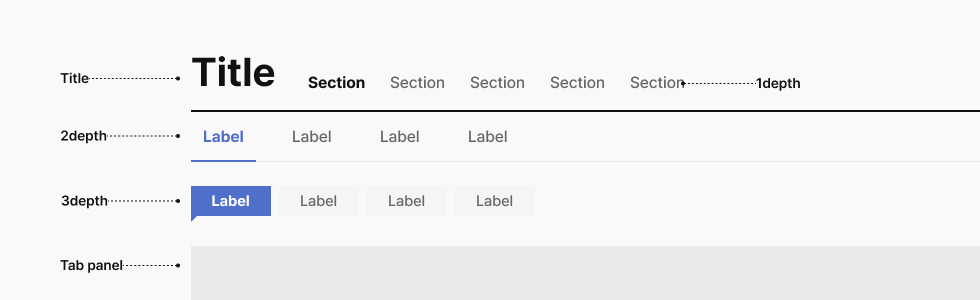 Title Title Section Section Section Section Section 1depth
2depth Label Label Label Label
3depth Label Label Label Label
Tab panel